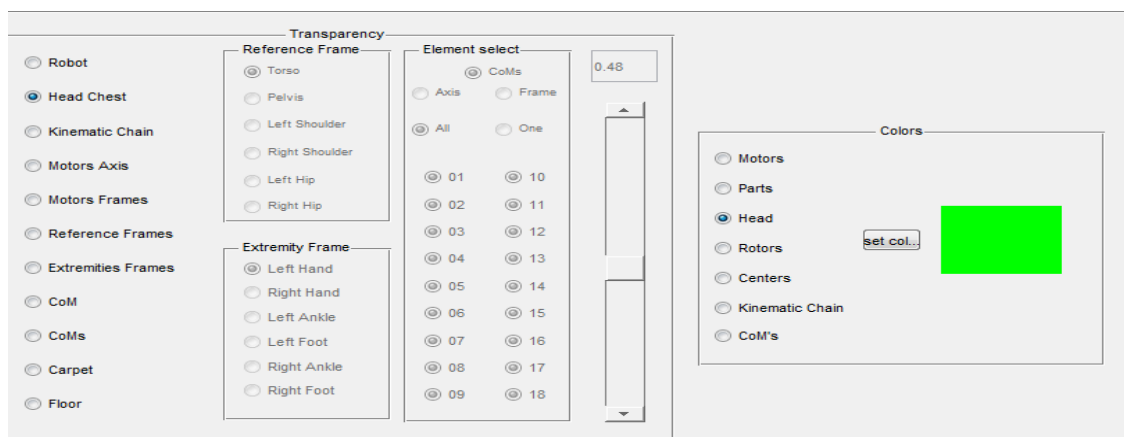 Transparency
Robot
Head Chest
Kinematic Chain
Motors Axis
Motors Frames
Reference Frames
Extremities Frames
CoM
CoMs
Carpet
Floor
Reference Frame
Torso
Pelvis
Left Shoulder
Right Shoulder
Left Hip
Right Hip
Extremity Frame
Left Hand
Right Hand
Left Ankle
Left Foot
Right Ankle
Right Foot
Element select
CoMs
Axis Frame
All One
01 10
02 11
03 12
04 13
05 14
06 15
07 16
08 17
09 18
0.48
Colors
Motors
Parts
Head
Rotors
Centers
Kinematic Chain
CoM's
set col...